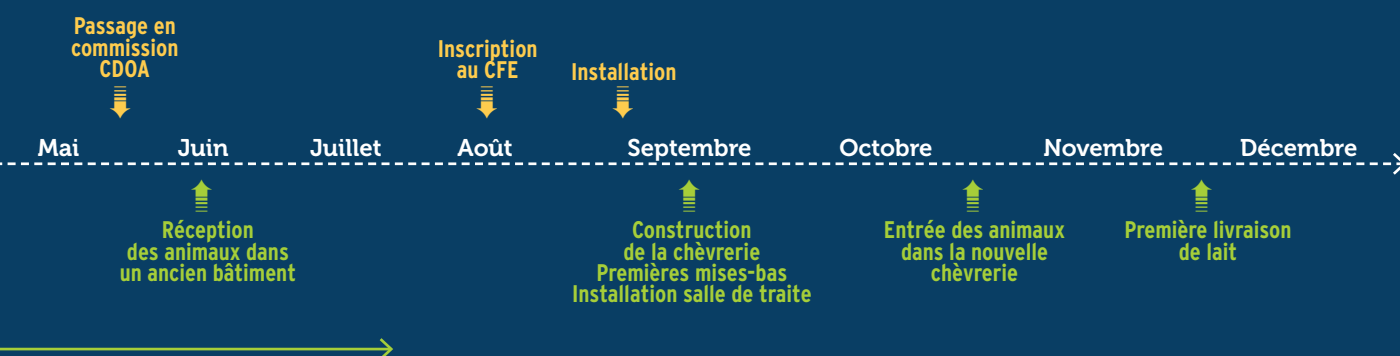 Passage en
commission
CDOA
Inscription
au CFE
Installation
Mai Juin Juillet Août Septembre Octobre Novembre Décembre
Réception
des animaux dans
un ancien bâtiment
Construction
de la chèvrerie
Premières mises-bas
Installation salle de traite
Entrée des animaux
dans la nouvelle
chèvrerie
Première livraison
de lait